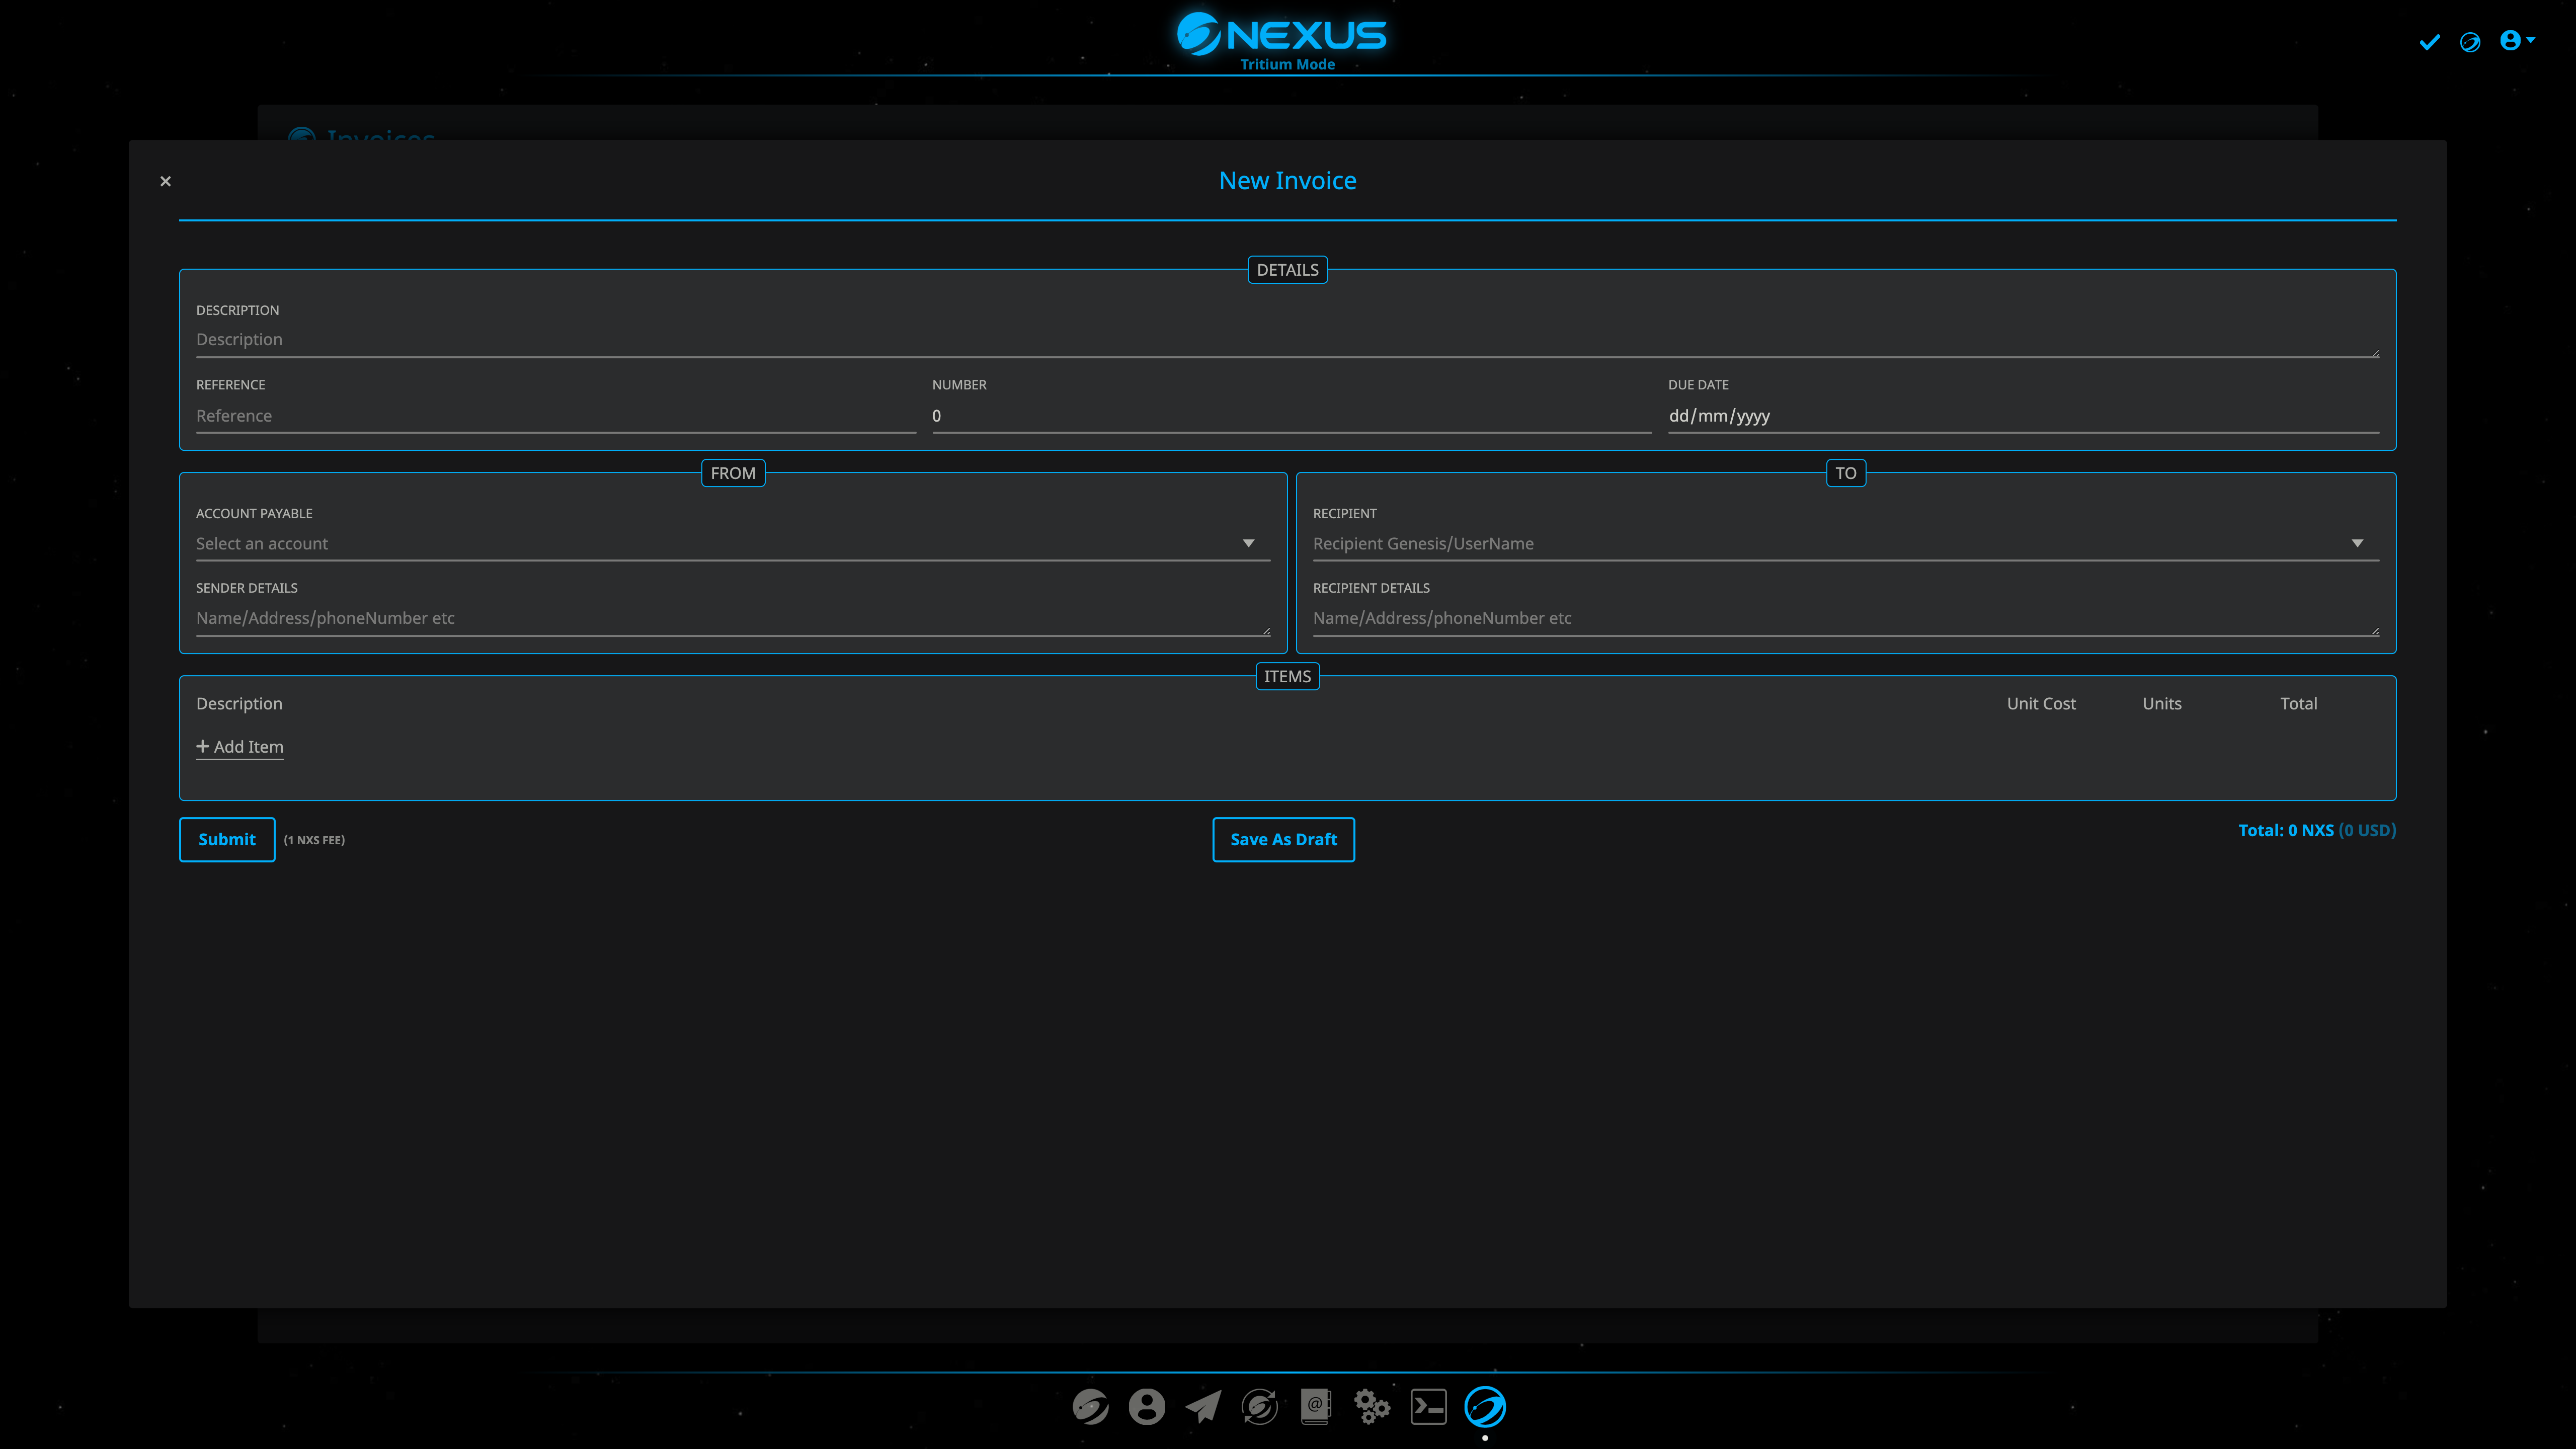 NEXUS
Tritium Mode
Invoices
New Invoice
DETAILS
DESCRIPTION
Description
REFERENCE NUMBER DUE DATE
Reference 0 dd/mm/yyyy
FROM TO
ACCOUNT PAYABLE RECIPIENT
Select an account Recipient Genesis/UserName
SENDER DETAILS RECIPIENT DETAILS
Name/Address/phoneNumber etc Name/Address/phoneNumber etc
ITEMS
Description Unit Cost Units Total
+ Add Item
Submit (1 NXS FEE) Save As Draft Total: 0 NXS (0 USD)